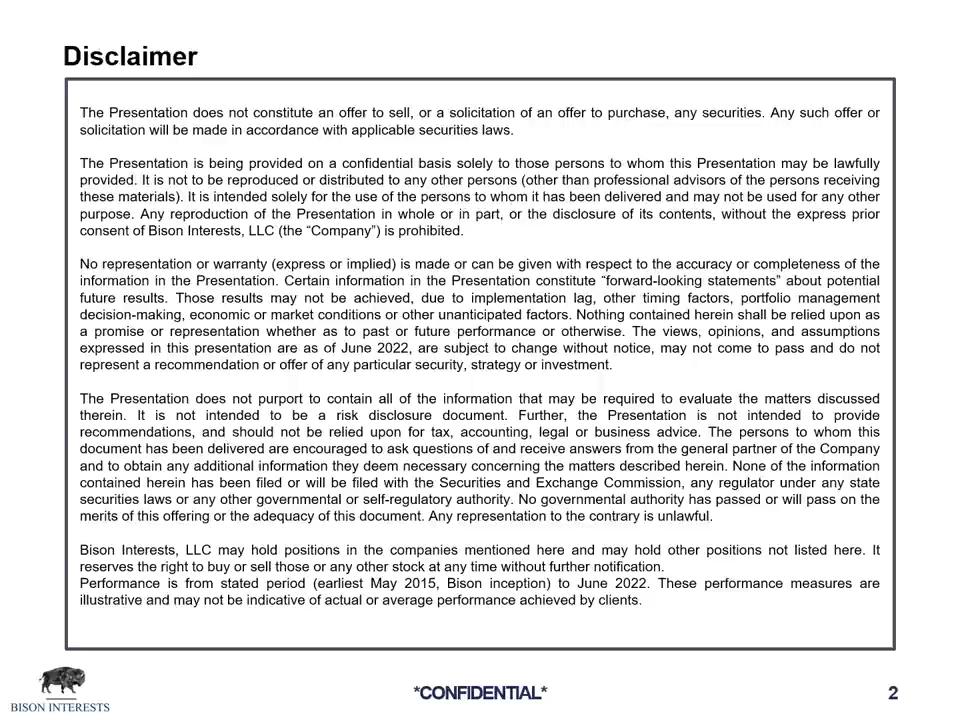 Disclaimer
The Presentation does not constitute an offer to sell, or a solicitation of an offer to purchase, any securities. Any such offer or
solicitation will be made in accordance with applicable securities laws.
The Presentation is being provided on a confidential basis solely to those persons to whom this Presentation may be lawfully
provided. It is not to be reproduced or distributed to any other persons (other than professional advisors of the persons receiving
these materials). It is intended solely for the use of the persons to whom it has been delivered and may not be used for any other
purpose. Any reproduction of the Presentation in whole or in part, or the disclosure of its contents, without the express prior
consent of Bison Interests, LLC (the “Company”) is prohibited.
No representation or warranty (express or implied) is made or can be given with respect to the accuracy or completeness of the
information in the Presentation. Certain information in the Presentation constitute “forward-looking statements” about potential
future results. Those results may not be achieved, due to implementation lag, other timing factors, portfolio management
decision-making, economic or market conditions or other unanticipated factors. Nothing contained herein shall be relied upon as
a promise or representation whether as to past or future performance or otherwise. The views, opinions, and assumptions
expressed in this presentation are as of June 2022, are subject to change without notice, may not come to pass and do not
represent a recommendation or offer of any particular security, strategy or investment.
The Presentation does not purport to contain all of the information that may be required to evaluate the matters discussed
therein. It is not intended to be a risk disclosure document. Further, the Presentation is not intended to provide
recommendations, and should not be relied upon for tax, accounting, legal or business advice. The persons to whom this
document has been delivered are encouraged to ask questions of and receive answers from the general partner of the Company
and to obtain any additional information they deem necessary concerning the matters described herein. None of the information
contained herein has been filed or will be filed with the Securities and Exchange Commission, any regulator under any state
securities laws or any other governmental or self-regulatory authority. No governmental authority has passed or will pass on the
merits of this offering or the adequacy of this document. Any representation to the contrary is unlawful.
Bison Interests, LLC may hold positions in the companies mentioned here and may hold other positions not listed here. It
reserves the right to buy or sell those or any other stock at any time without further notification.
Performance is from stated period (earliest May 2015, Bison inception) to June 2022. These performance measures are
illustrative and may not be indicative of actual or average performance achieved by clients.
BISON INTERESTS
*CONFIDENTIAL*
2